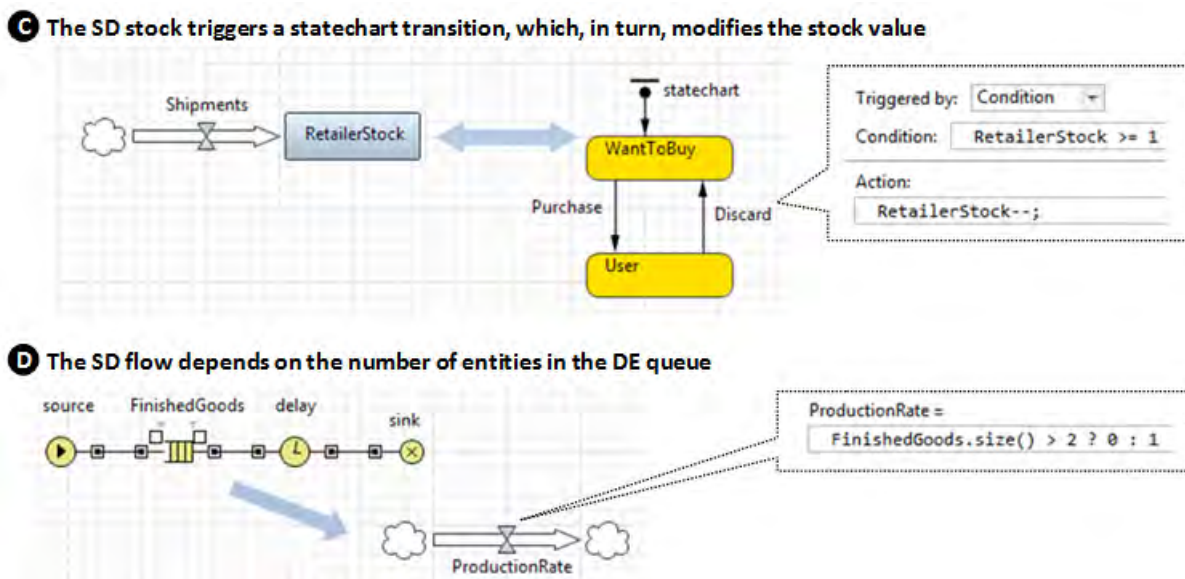 C The SD stock triggers a statechart transition, which, in turn, modifies the stock value
Shipments
RetailerStock
statechart
WantToBuy
Purchase
Discard
User
Triggered by: Condition
Condition: RetailerStock >= 1
Action:
RetailerStock--;
D The SD flow depends on the number of entities in the DE queue
source FinishedGoods delay
sink
ProductionRate
ProductionRate =
FinishedGoods.size() > 2 ? 0 : 1